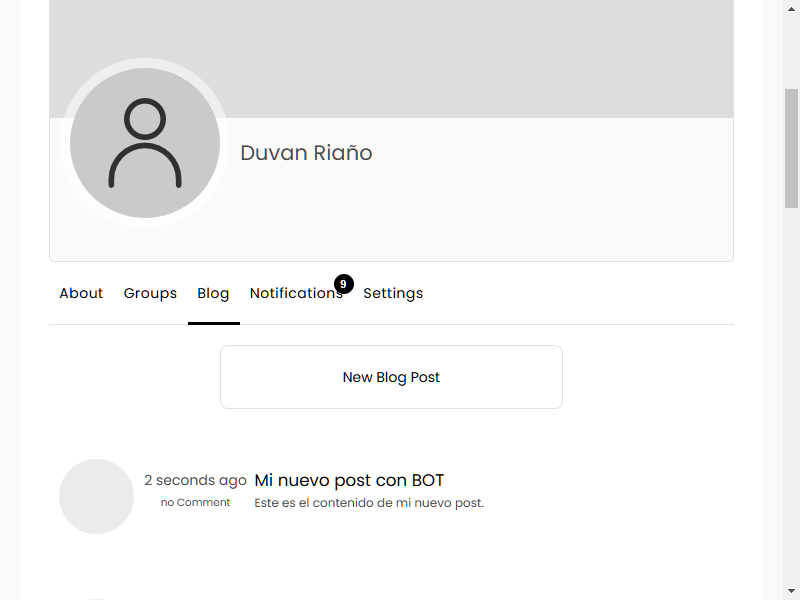 Duvan Riaño
About Groups Blog Notifications 9 Settings
New Blog Post
2 seconds ago Mi nuevo post con BOT
no Comment Este es el contenido de mi nuevo post.